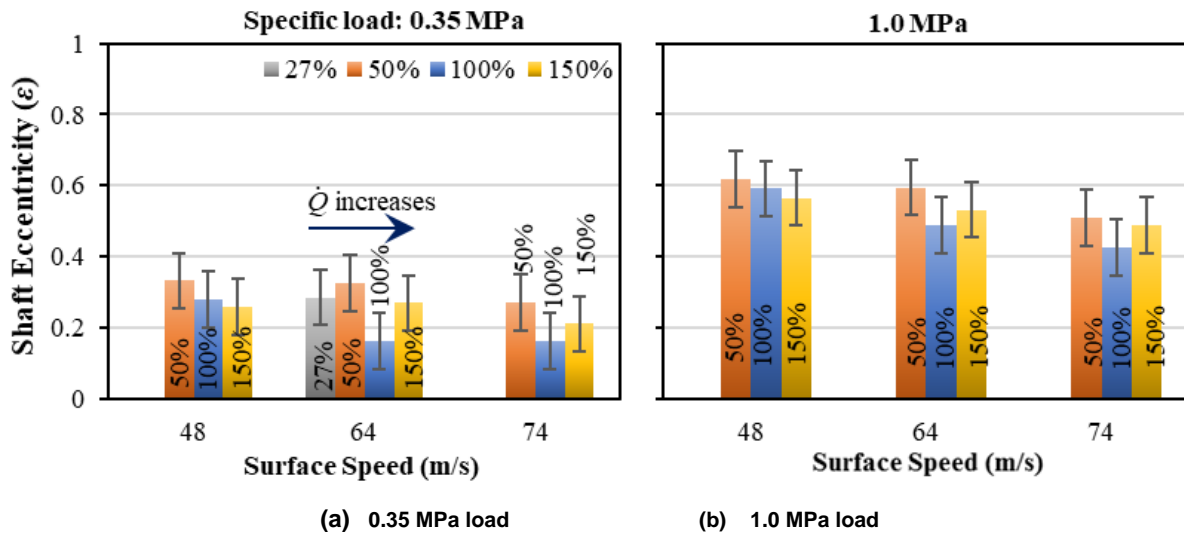 Specific load: 0.35 MPa
1.0 MPa
Shaft Eccentricity (ε)
1
0.8
0.6
0.4
0.2
0
27% 50% 100% 150%
Q̇ increases
50% 100% 150%
27% 50% 100% 150%
50% 100% 150%
50% 100% 150%
50% 100% 150%
50% 100% 150%
48 64 74
48 64 74
Surface Speed (m/s)
Surface Speed (m/s)
(a) 0.35 MPa load
(b) 1.0 MPa load